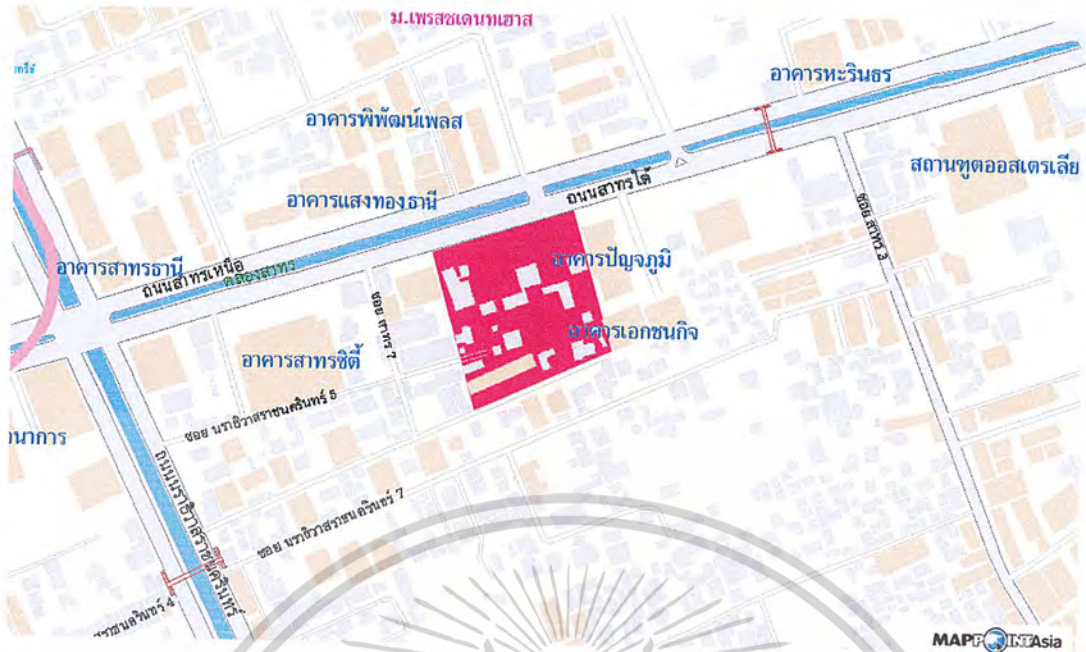 ม.เพรสซเดนทเฮาส
อาคารหะรินธร
อาคารพิพัฒน์เพลส
สถานฑูตออสเตรเลีย
ถนนสาทรใต้
อาคารแสงทองธานี
ซอย สาทร 3
อาคารปัญจภูมิ
อาคารสาทรธานี
ถนนสาทรเหนือ
คลองสาทร
ซอย สาทร 7
อาคารเอกชนกิจ
อาคารสาทรซิตี้
ซอย นราธิวาสราชนครินทร์ 5
ถนนนราธิวาสราชนครินทร์
ซอย นราธิวาสราชนครินทร์ 7
MAPPOINTAsia